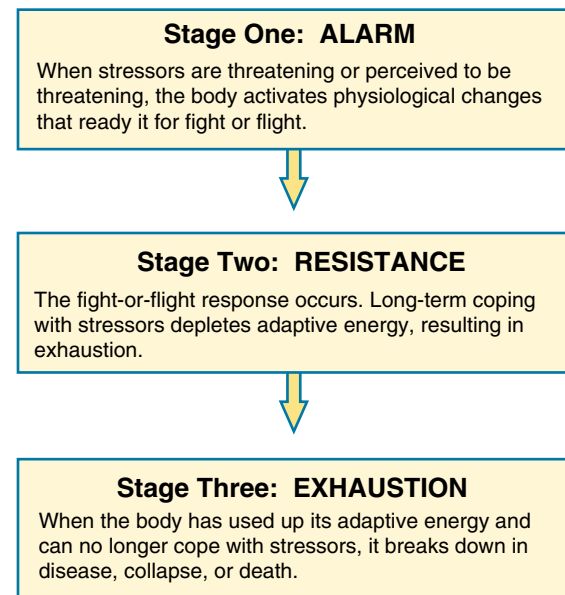 Stage One: ALARM
When stressors are threatening or perceived to be
threatening, the body activates physiological changes
that ready it for fight or flight.
Stage Two: RESISTANCE
The fight-or-flight response occurs. Long-term coping
with stressors depletes adaptive energy, resulting in
exhaustion.
Stage Three: EXHAUSTION
When the body has used up its adaptive energy and
can no longer cope with stressors, it breaks down in
disease, collapse, or death.